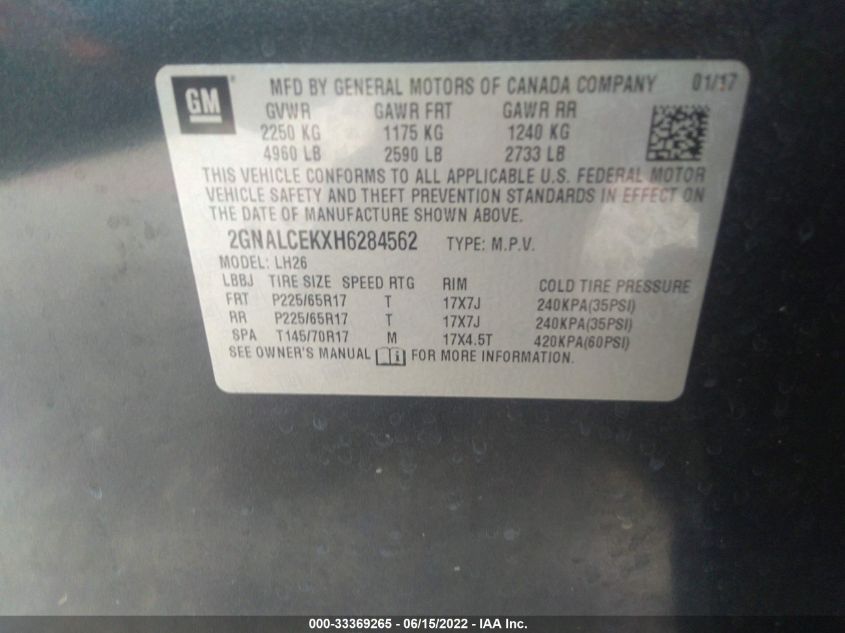 GM ® MFD BY GENERAL MOTORS OF CANADA COMPANY 01/17
GVWR GAWR FRT GAWR RR
2250 KG 1175 KG 1240 KG
4960 LB 2590 LB 2733 LB
THIS VEHICLE CONFORMS TO ALL APPLICABLE U.S. FEDERAL MOTOR
VEHICLE SAFETY AND THEFT PREVENTION STANDARDS IN EFFECT ON
THE DATE OF MANUFACTURE SHOWN ABOVE.
2GNALCEKXH6284562 TYPE: M.P.V.
MODEL: LH26
LBBJ TIRE SIZE SPEED RTG RIM COLD TIRE PRESSURE
FRT P225/65R17 T 17X7J 240KPA(35PSI)
RR P225/65R17 T 17X7J 240KPA(35PSI)
SPA T145/70R17 M 17X4.5T 420KPA(60PSI)
SEE OWNER'S MANUAL i FOR MORE INFORMATION.
000-33369265 - 06/15/2022 - IAA Inc.